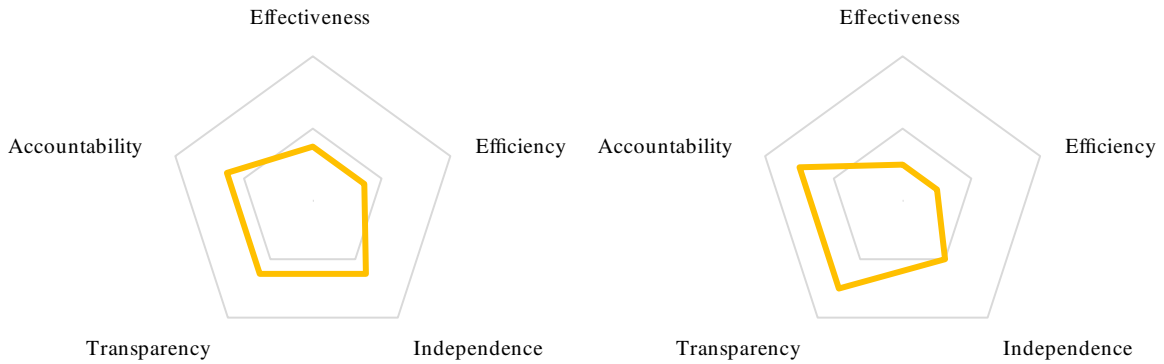 Effectiveness
Accountability
Efficiency
Transparency
Independence
Effectiveness
Accountability
Efficiency
Transparency
Independence